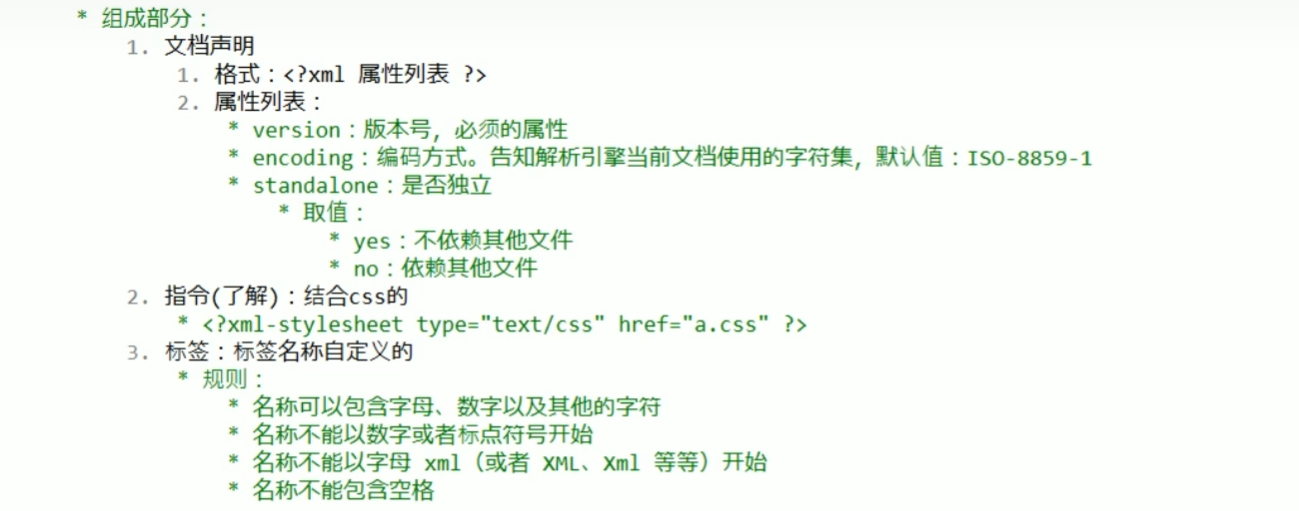 * 组成部分：
1. 文档声明
1. 格式：<?xml 属性列表 ?>
2. 属性列表：
* version：版本号，必须的属性
* encoding：编码方式。告知解析引擎当前文档使用的字符集，默认值：ISO-8859-1
* standalone：是否独立
* 取值：
* yes：不依赖其他文件
* no：依赖其他文件
2. 指令(了解)：结合css的
* <?xml-stylesheet type="text/css" href="a.css" ?>
3. 标签：标签名称自定义的
* 规则：
* 名称可以包含字母、数字以及其他的字符
* 名称不能以数字或者标点符号开始
* 名称不能以字母 xml（或者 XML、Xml 等等）开始
* 名称不能包含空格